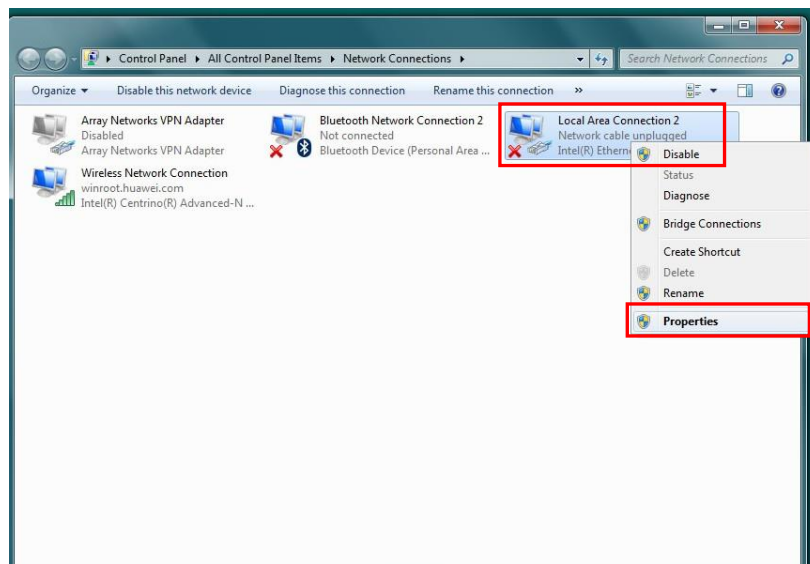 Control Panel ▸ All Control Panel Items ▸ Network Connections ▸
Search Network Connections
Organize ▾ Disable this network device Diagnose this connection Rename this connection »
Array Networks VPN Adapter
Disabled
Array Networks VPN Adapter
Bluetooth Network Connection 2
Not connected
Bluetooth Device (Personal Area ...
Local Area Connection 2
Network cable unplugged
Intel(R)
Wireless Network Connection
winroot.huawei.com
Intel(R) Centrino(R) Advanced-N ...
Disable
Status
Diagnose
Bridge Connections
Create Shortcut
Delete
Rename
Properties